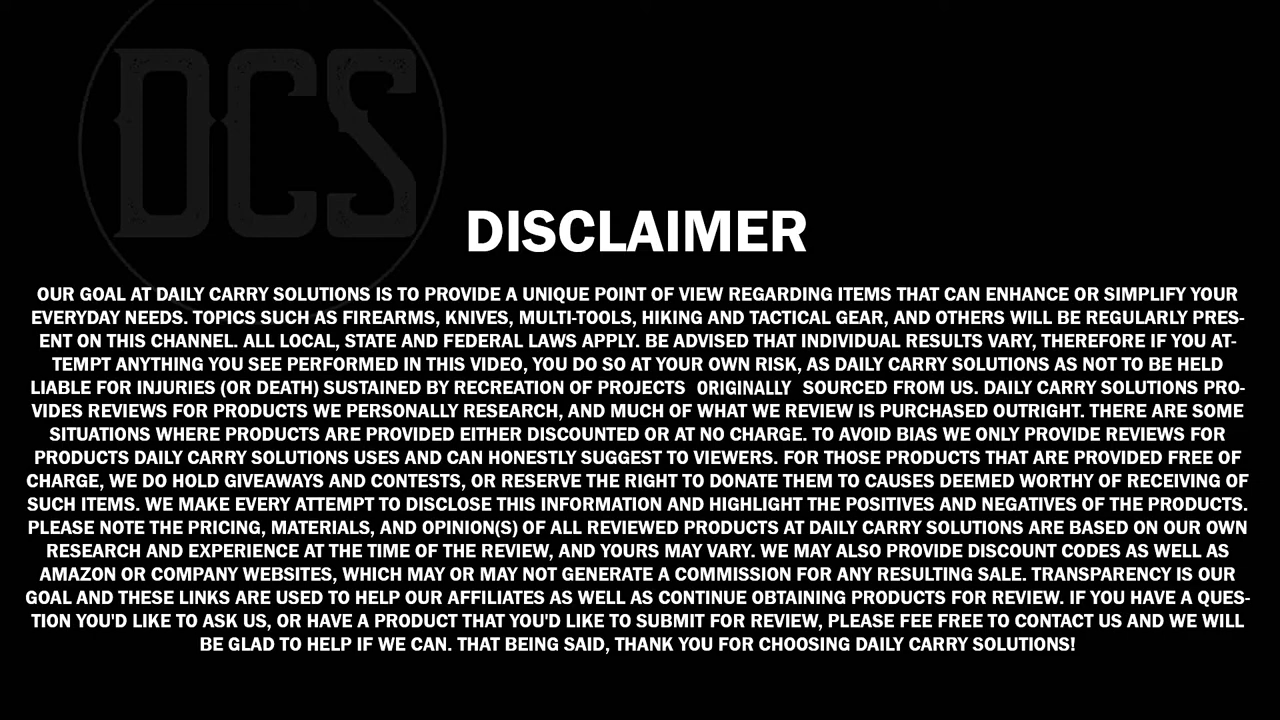 DCS
DISCLAIMER
OUR GOAL AT DAILY CARRY SOLUTIONS IS TO PROVIDE A UNIQUE POINT OF VIEW REGARDING ITEMS THAT CAN ENHANCE OR SIMPLIFY YOUR
EVERYDAY NEEDS. TOPICS SUCH AS FIREARMS, KNIVES, MULTI-TOOLS, HIKING AND TACTICAL GEAR, AND OTHERS WILL BE REGULARLY PRES-
ENT ON THIS CHANNEL. ALL LOCAL, STATE AND FEDERAL LAWS APPLY. BE ADVISED THAT INDIVIDUAL RESULTS VARY, THEREFORE IF YOU AT-
TEMPT ANYTHING YOU SEE PERFORMED IN THIS VIDEO, YOU DO SO AT YOUR OWN RISK, AS DAILY CARRY SOLUTIONS AS NOT TO BE HELD
LIABLE FOR INJURIES (OR DEATH) SUSTAINED BY RECREATION OF PROJECTS ORIGINALLY SOURCED FROM US. DAILY CARRY SOLUTIONS PRO-
VIDES REVIEWS FOR PRODUCTS WE PERSONALLY RESEARCH, AND MUCH OF WHAT WE REVIEW IS PURCHASED OUTRIGHT. THERE ARE SOME
SITUATIONS WHERE PRODUCTS ARE PROVIDED EITHER DISCOUNTED OR AT NO CHARGE. TO AVOID BIAS WE ONLY PROVIDE REVIEWS FOR
PRODUCTS DAILY CARRY SOLUTIONS USES AND CAN HONESTLY SUGGEST TO VIEWERS. FOR THOSE PRODUCTS THAT ARE PROVIDED FREE OF
CHARGE, WE DO HOLD GIVEAWAYS AND CONTESTS, OR RESERVE THE RIGHT TO DONATE THEM TO CAUSES DEEMED WORTHY OF RECEIVING OF
SUCH ITEMS. WE MAKE EVERY ATTEMPT TO DISCLOSE THIS INFORMATION AND HIGHLIGHT THE POSITIVES AND NEGATIVES OF THE PRODUCTS.
PLEASE NOTE THE PRICING, MATERIALS, AND OPINION(S) OF ALL REVIEWED PRODUCTS AT DAILY CARRY SOLUTIONS ARE BASED ON OUR OWN
RESEARCH AND EXPERIENCE AT THE TIME OF THE REVIEW, AND YOURS MAY VARY. WE MAY ALSO PROVIDE DISCOUNT CODES AS WELL AS
AMAZON OR COMPANY WEBSITES, WHICH MAY OR MAY NOT GENERATE A COMMISSION FOR ANY RESULTING SALE. TRANSPARENCY IS OUR
GOAL AND THESE LINKS ARE USED TO HELP OUR AFFILIATES AS WELL AS CONTINUE OBTAINING PRODUCTS FOR REVIEW. IF YOU HAVE A QUES-
TION YOU'D LIKE TO ASK US, OR HAVE A PRODUCT THAT YOU'D LIKE TO SUBMIT FOR REVIEW, PLEASE FEE FREE TO CONTACT US AND WE WILL
BE GLAD TO HELP IF WE CAN. THAT BEING SAID, THANK YOU FOR CHOOSING DAILY CARRY SOLUTIONS!